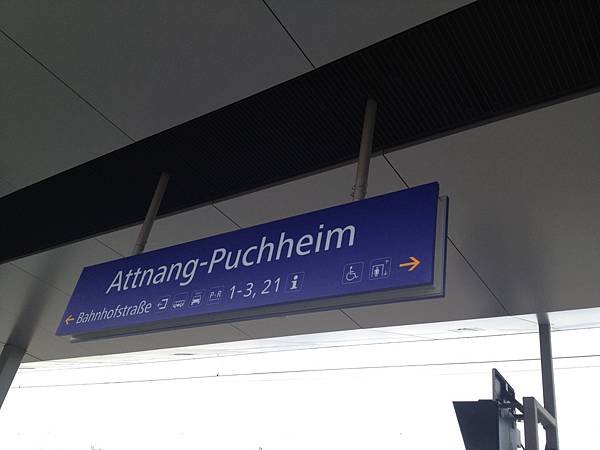 Attnang-Puchheim
← Bahnhofstraße P+R 1-3, 21 i →